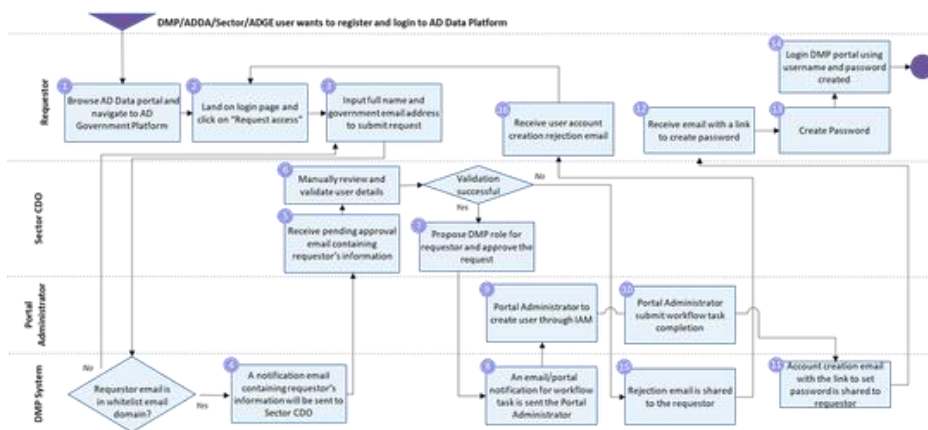 DMP/ADDA/Sector/ADGE user wants to register and login to AD Data Platform
Requestor
1
Browse AD Data portal and
navigate to AD
Government Platform
2
Land on login page and
click on "Request access"
3
Input full name and
government email address
to submit request
16
Receive user account
creation rejection email
12
Receive email with a link
to create password
13
Create Password
14
Login DMP portal using
username and password
created
Sector CDO
6
Manually review and
validate user details
Validation
successful
No
Yes
5
Receive pending approval
email containing
requestor's information
7
Propose DMP role for
requestor and approve the
request
Portal
Administrator
9
Portal Administrator to
create user through IAM
10
Portal Administrator
submit workflow task
completion
DMP System
No
Requestor email is
in whitelist email
domain?
Yes
4
A notification email
containing requestor's
information will be sent to
Sector CDO
8
An email/portal
notification for workflow
task is sent the Portal
Administrator
15
Rejection email is shared
to the requestor
11
Account creation email
with the link to set
password is shared to
requestor